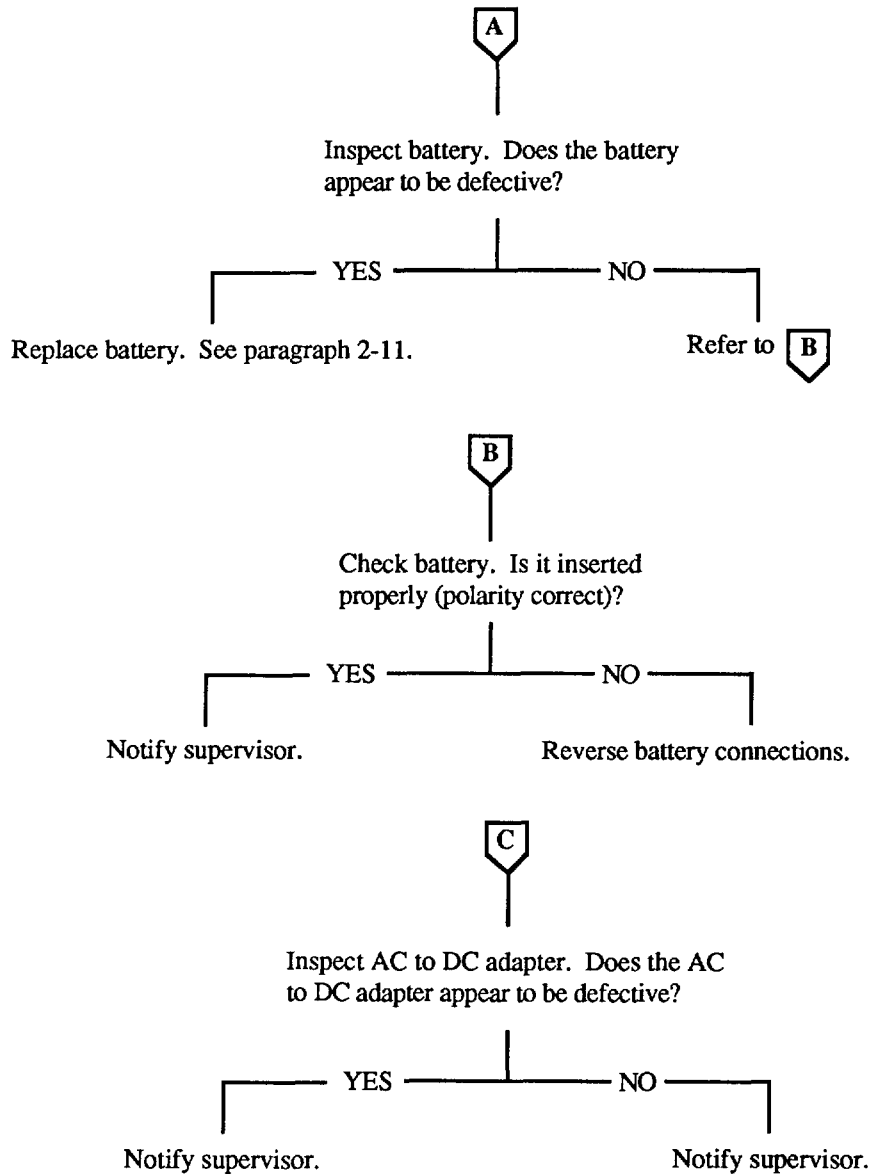 A
Inspect battery. Does the battery
appear to be defective?
YES NO
Replace battery. See paragraph 2-11. Refer to B
B
Check battery. Is it inserted
properly (polarity correct)?
YES NO
Notify supervisor. Reverse battery connections.
C
Inspect AC to DC adapter. Does the AC
to DC adapter appear to be defective?
YES NO
Notify supervisor. Notify supervisor.